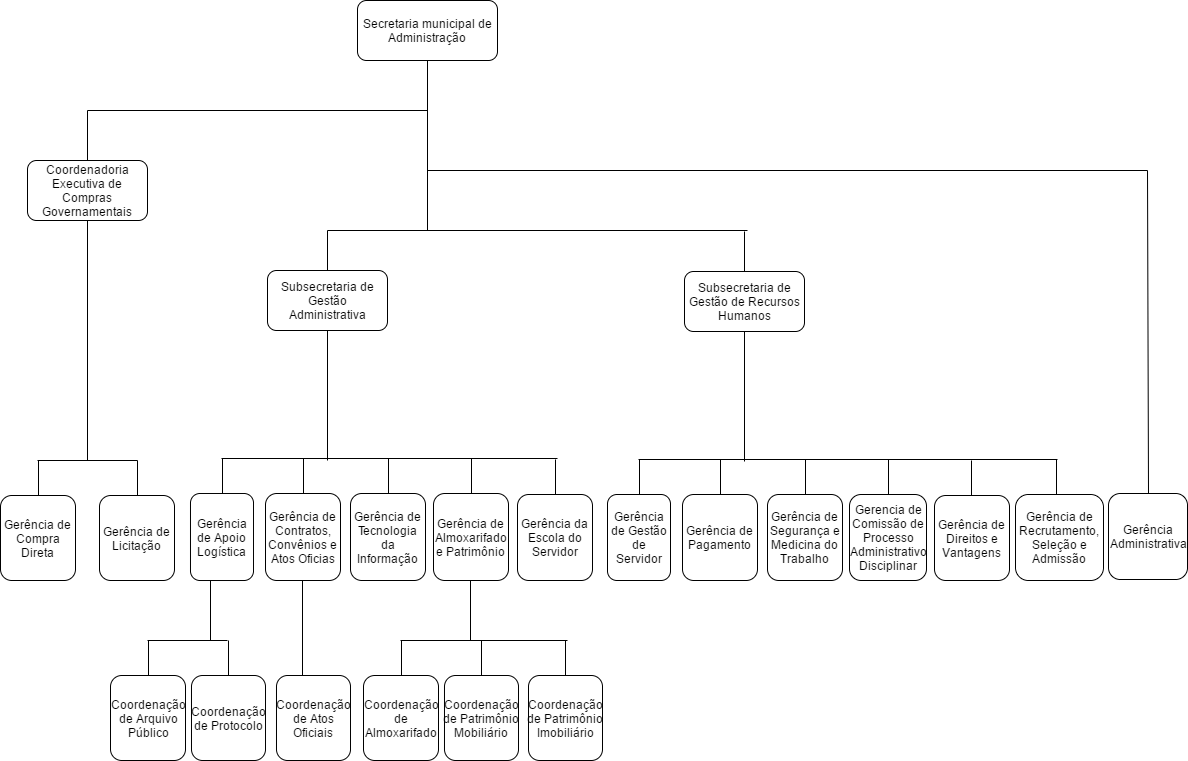 Secretaria municipal de
Administração
Coordenadoria
Executiva de
Compras
Governamentais
Subsecretaria de
Gestão
Administrativa
Subsecretaria de
Gestão de Recursos
Humanos
Gerência de
Compra
Direta
Gerência de
Licitação
Gerência
de Apoio
Logística
Gerência de
Contratos,
Convênios e
Atos Oficias
Gerência de
Tecnologia
da
Informação
Gerência de
Almoxarifado
e Patrimônio
Gerência da
Escola do
Servidor
Gerência
de Gestão
de
Servidor
Gerência de
Pagamento
Gerência de
Segurança e
Medicina do
Trabalho
Gerencia de
Comissão de
Processo
Administrativo
Disciplinar
Gerência de
Direitos e
Vantagens
Gerência de
Recrutamento,
Seleção e
Admissão
Gerência
Administrativa
Coordenação
de Arquivo
Público
Coordenação
de Protocolo
Coordenação
de Atos
Oficiais
Coordenação
de
Almoxarifado
Coordenação
de Patrimônio
Mobiliário
Coordenação
de Patrimônio
Imobiliário